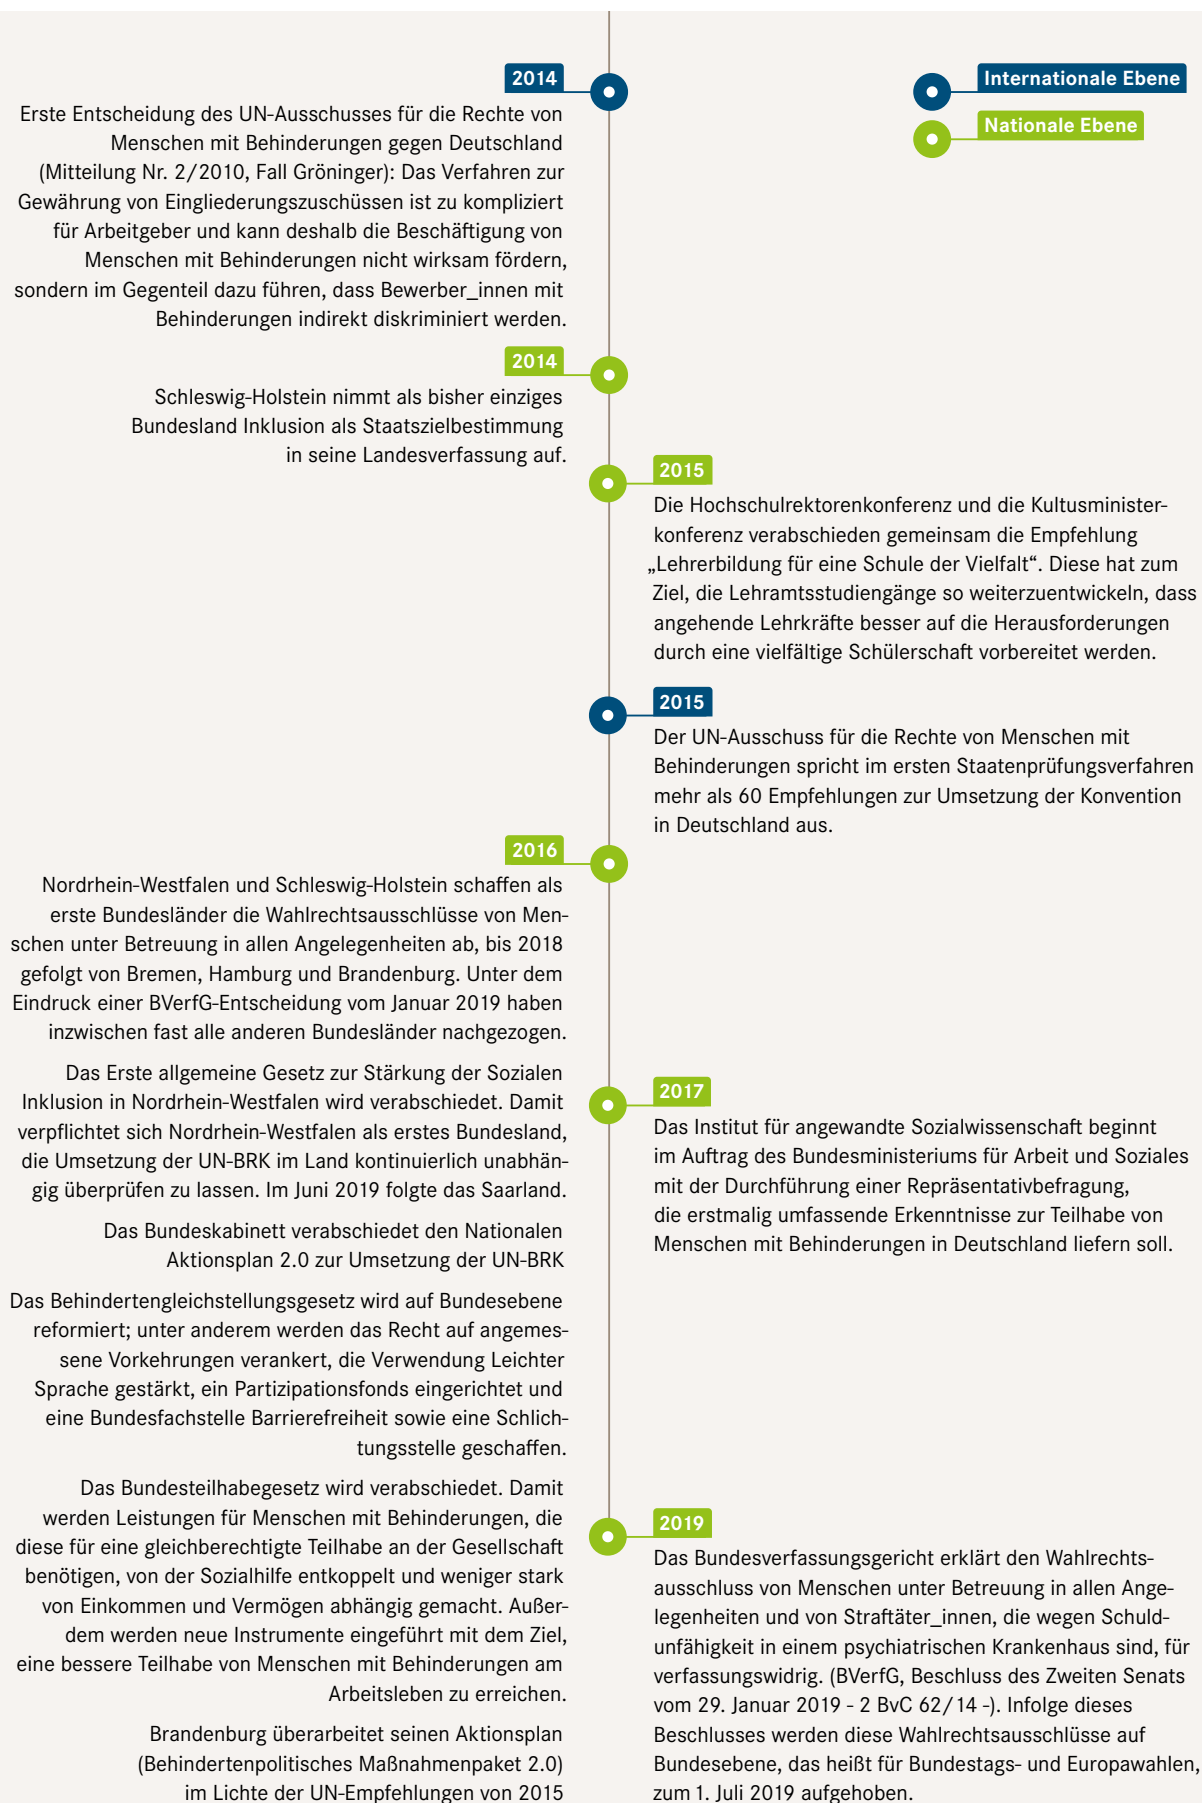 2014
Erste Entscheidung des UN-Ausschusses für die Rechte von
Menschen mit Behinderungen gegen Deutschland
(Mitteilung Nr. 2/2010, Fall Gröninger): Das Verfahren zur
Gewährung von Eingliederungszuschüssen ist zu kompliziert
für Arbeitgeber und kann deshalb die Beschäftigung von
Menschen mit Behinderungen nicht wirksam fördern,
sondern im Gegenteil dazu führen, dass Bewerber_innen mit
Behinderungen indirekt diskriminiert werden.
Internationale Ebene
Nationale Ebene
2014
Schleswig-Holstein nimmt als bisher einziges
Bundesland Inklusion als Staatszielbestimmung
in seine Landesverfassung auf.
2015
Die Hochschulrektorenkonferenz und die Kultusminister-
konferenz verabschieden gemeinsam die Empfehlung
„Lehrerbildung für eine Schule der Vielfalt“. Diese hat zum
Ziel, die Lehramtsstudiengänge so weiterzuentwickeln, dass
angehende Lehrkräfte besser auf die Herausforderungen
durch eine vielfältige Schülerschaft vorbereitet werden.
2015
Der UN-Ausschuss für die Rechte von Menschen mit
Behinderungen spricht im ersten Staatenprüfungsverfahren
mehr als 60 Empfehlungen zur Umsetzung der Konvention
in Deutschland aus.
2016
Nordrhein-Westfalen und Schleswig-Holstein schaffen als
erste Bundesländer die Wahlrechtsausschlüsse von Men-
schen unter Betreuung in allen Angelegenheiten ab, bis 2018
gefolgt von Bremen, Hamburg und Brandenburg. Unter dem
Eindruck einer BVerfG-Entscheidung vom Januar 2019 haben
inzwischen fast alle anderen Bundesländer nachgezogen.
Das Erste allgemeine Gesetz zur Stärkung der Sozialen
Inklusion in Nordrhein-Westfalen wird verabschiedet. Damit
verpflichtet sich Nordrhein-Westfalen als erstes Bundesland,
die Umsetzung der UN-BRK im Land kontinuierlich unabhän-
gig überprüfen zu lassen. Im Juni 2019 folgte das Saarland.
Das Bundeskabinett verabschiedet den Nationalen
Aktionsplan 2.0 zur Umsetzung der UN-BRK
Das Behindertengleichstellungsgesetz wird auf Bundesebene
reformiert; unter anderem werden das Recht auf angemes-
sene Vorkehrungen verankert, die Verwendung Leichter
Sprache gestärkt, ein Partizipationsfonds eingerichtet und
eine Bundesfachstelle Barrierefreiheit sowie eine Schlich-
tungsstelle geschaffen.
Das Bundesteilhabegesetz wird verabschiedet. Damit
werden Leistungen für Menschen mit Behinderungen, die
diese für eine gleichberechtigte Teilhabe an der Gesellschaft
benötigen, von der Sozialhilfe entkoppelt und weniger stark
von Einkommen und Vermögen abhängig gemacht. Außer-
dem werden neue Instrumente eingeführt mit dem Ziel,
eine bessere Teilhabe von Menschen mit Behinderungen am
Arbeitsleben zu erreichen.
Brandenburg überarbeitet seinen Aktionsplan
(Behindertenpolitisches Maßnahmenpaket 2.0)
im Lichte der UN-Empfehlungen von 2015
2017
Das Institut für angewandte Sozialwissenschaft beginnt
im Auftrag des Bundesministeriums für Arbeit und Soziales
mit der Durchführung einer Repräsentativbefragung,
die erstmalig umfassende Erkenntnisse zur Teilhabe von
Menschen mit Behinderungen in Deutschland liefern soll.
2019
Das Bundesverfassungsgericht erklärt den Wahlrechts-
ausschluss von Menschen unter Betreuung in allen Ange-
legenheiten und von Straftäter_innen, die wegen Schuld-
unfähigkeit in einem psychiatrischen Krankenhaus sind, für
verfassungswidrig. (BVerfG, Beschluss des Zweiten Senats
vom 29. Januar 2019 - 2 BvC 62/14 -). Infolge dieses
Beschlusses werden diese Wahlrechtsausschlüsse auf
Bundesebene, das heißt für Bundestags- und Europawahlen,
zum 1. Juli 2019 aufgehoben.